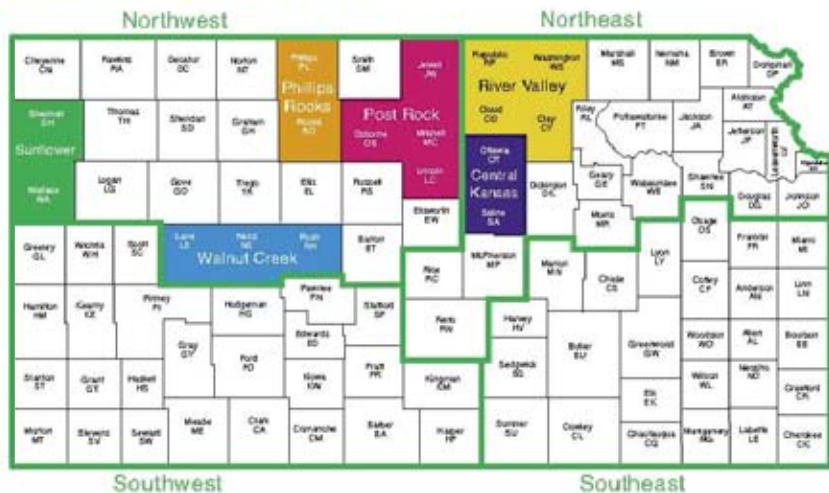 Northwest
Northeast
Cheyenne
CN
Rawlins
RA
Decatur
DC
Norton
NT
Phillips
PL
Smith
SM
Jewell
JW
Republic
RP
Washington
WS
Marshall
MS
Nemaha
NM
Brown
BR
Doniphan
DP
Phillips
Rooks
River Valley
Sherman
SH
Thomas
TH
Sheridan
SD
Graham
GH
Rooks
RO
Post Rock
Osborne
OB
Mitchell
MC
Cloud
CD
Clay
CY
Riley
RL
Pottawatomie
PT
Jackson
JA
Atchison
AT
Jefferson
JF
Leavenworth
LV
Sunflower
Wallace
WA
Logan
LG
Gove
GO
Trego
TR
Ellis
EL
Russell
RS
Lincoln
LC
Ottawa
OT
Central
Kansas
Saline
SA
Dickinson
DK
Geary
GE
Wabaunsee
WB
Shawnee
SN
Douglas
DG
Johnson
JO
Ellsworth
EW
Morris
MR
Greeley
GL
Wichita
WH
Scott
SC
Lane
LE
Ness
NS
Rush
RH
Walnut Creek
Barton
BT
Rice
RC
McPherson
MP
Marion
MN
Chase
CS
Lyon
LY
Osage
OS
Franklin
FR
Miami
MI
Hamilton
HM
Kearny
KE
Finney
FI
Hodgeman
HG
Pawnee
PN
Stafford
SF
Reno
RN
Harvey
HV
Coffey
CF
Anderson
AN
Linn
LN
Gray
GY
Ford
FO
Edwards
ED
Pratt
PR
Kiowa
KW
Sedgwick
SG
Butler
BU
Greenwood
GW
Woodson
WO
Allen
AL
Bourbon
BB
Stanton
ST
Grant
GT
Haskell
HS
Kingman
KM
Elk
EK
Wilson
WL
Neosho
NO
Crawford
CR
Morton
MT
Stevens
SV
Seward
SW
Meade
ME
Clark
CA
Comanche
CM
Barber
BA
Harper
HP
Sumner
SU
Cowley
CL
Chautauqua
CQ
Montgomery
MG
Labette
LB
Cherokee
CK
Southwest
Southeast